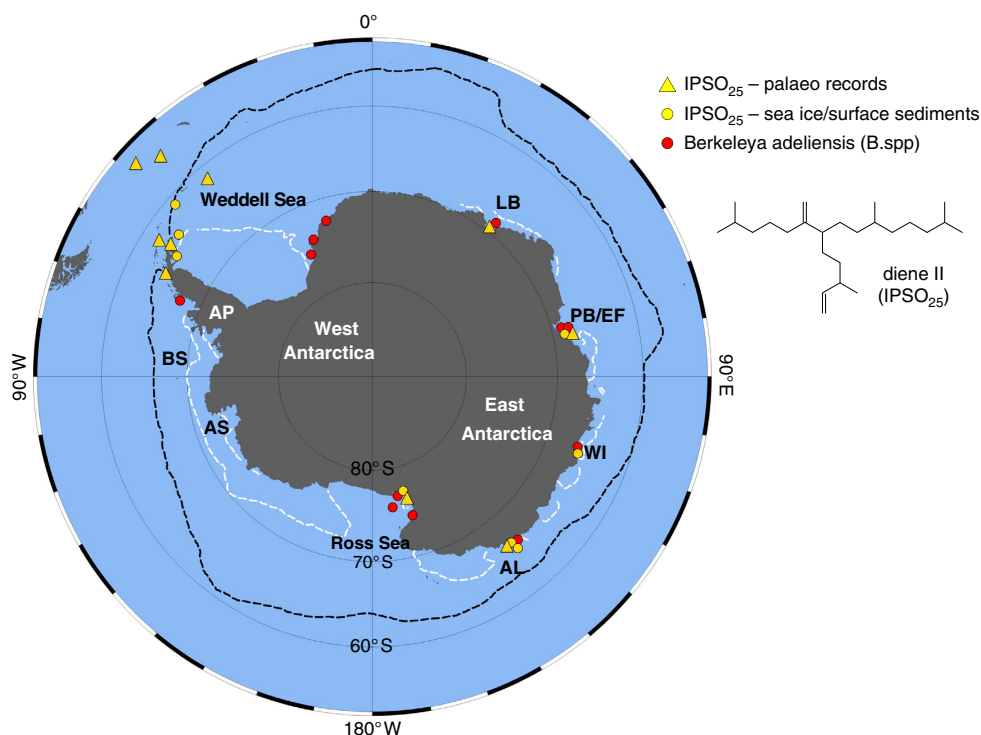 0°
IPSO₂₅ – palaeo records
IPSO₂₅ – sea ice/surface sediments
Berkeleya adeliensis (B.spp)
Weddell Sea
LB
diene II
(IPSO₂₅)
AP
West
Antarctica
PB/EF
BS
90°W
90°E
East
Antarctica
AS
WI
80°S
Ross Sea
70°S
AL
60°S
180°W